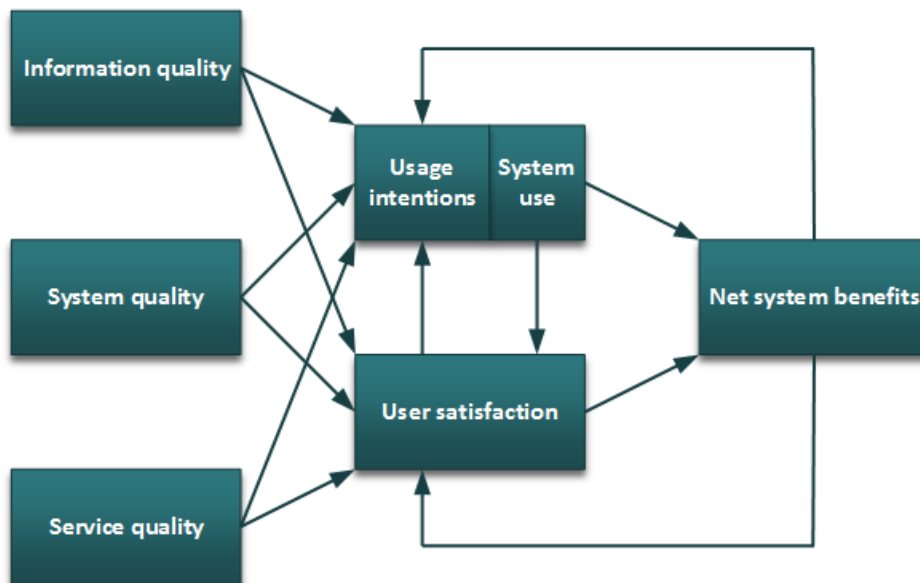 Information quality
Usage
intentions
System
use
System quality
Net system benefits
User satisfaction
Service quality